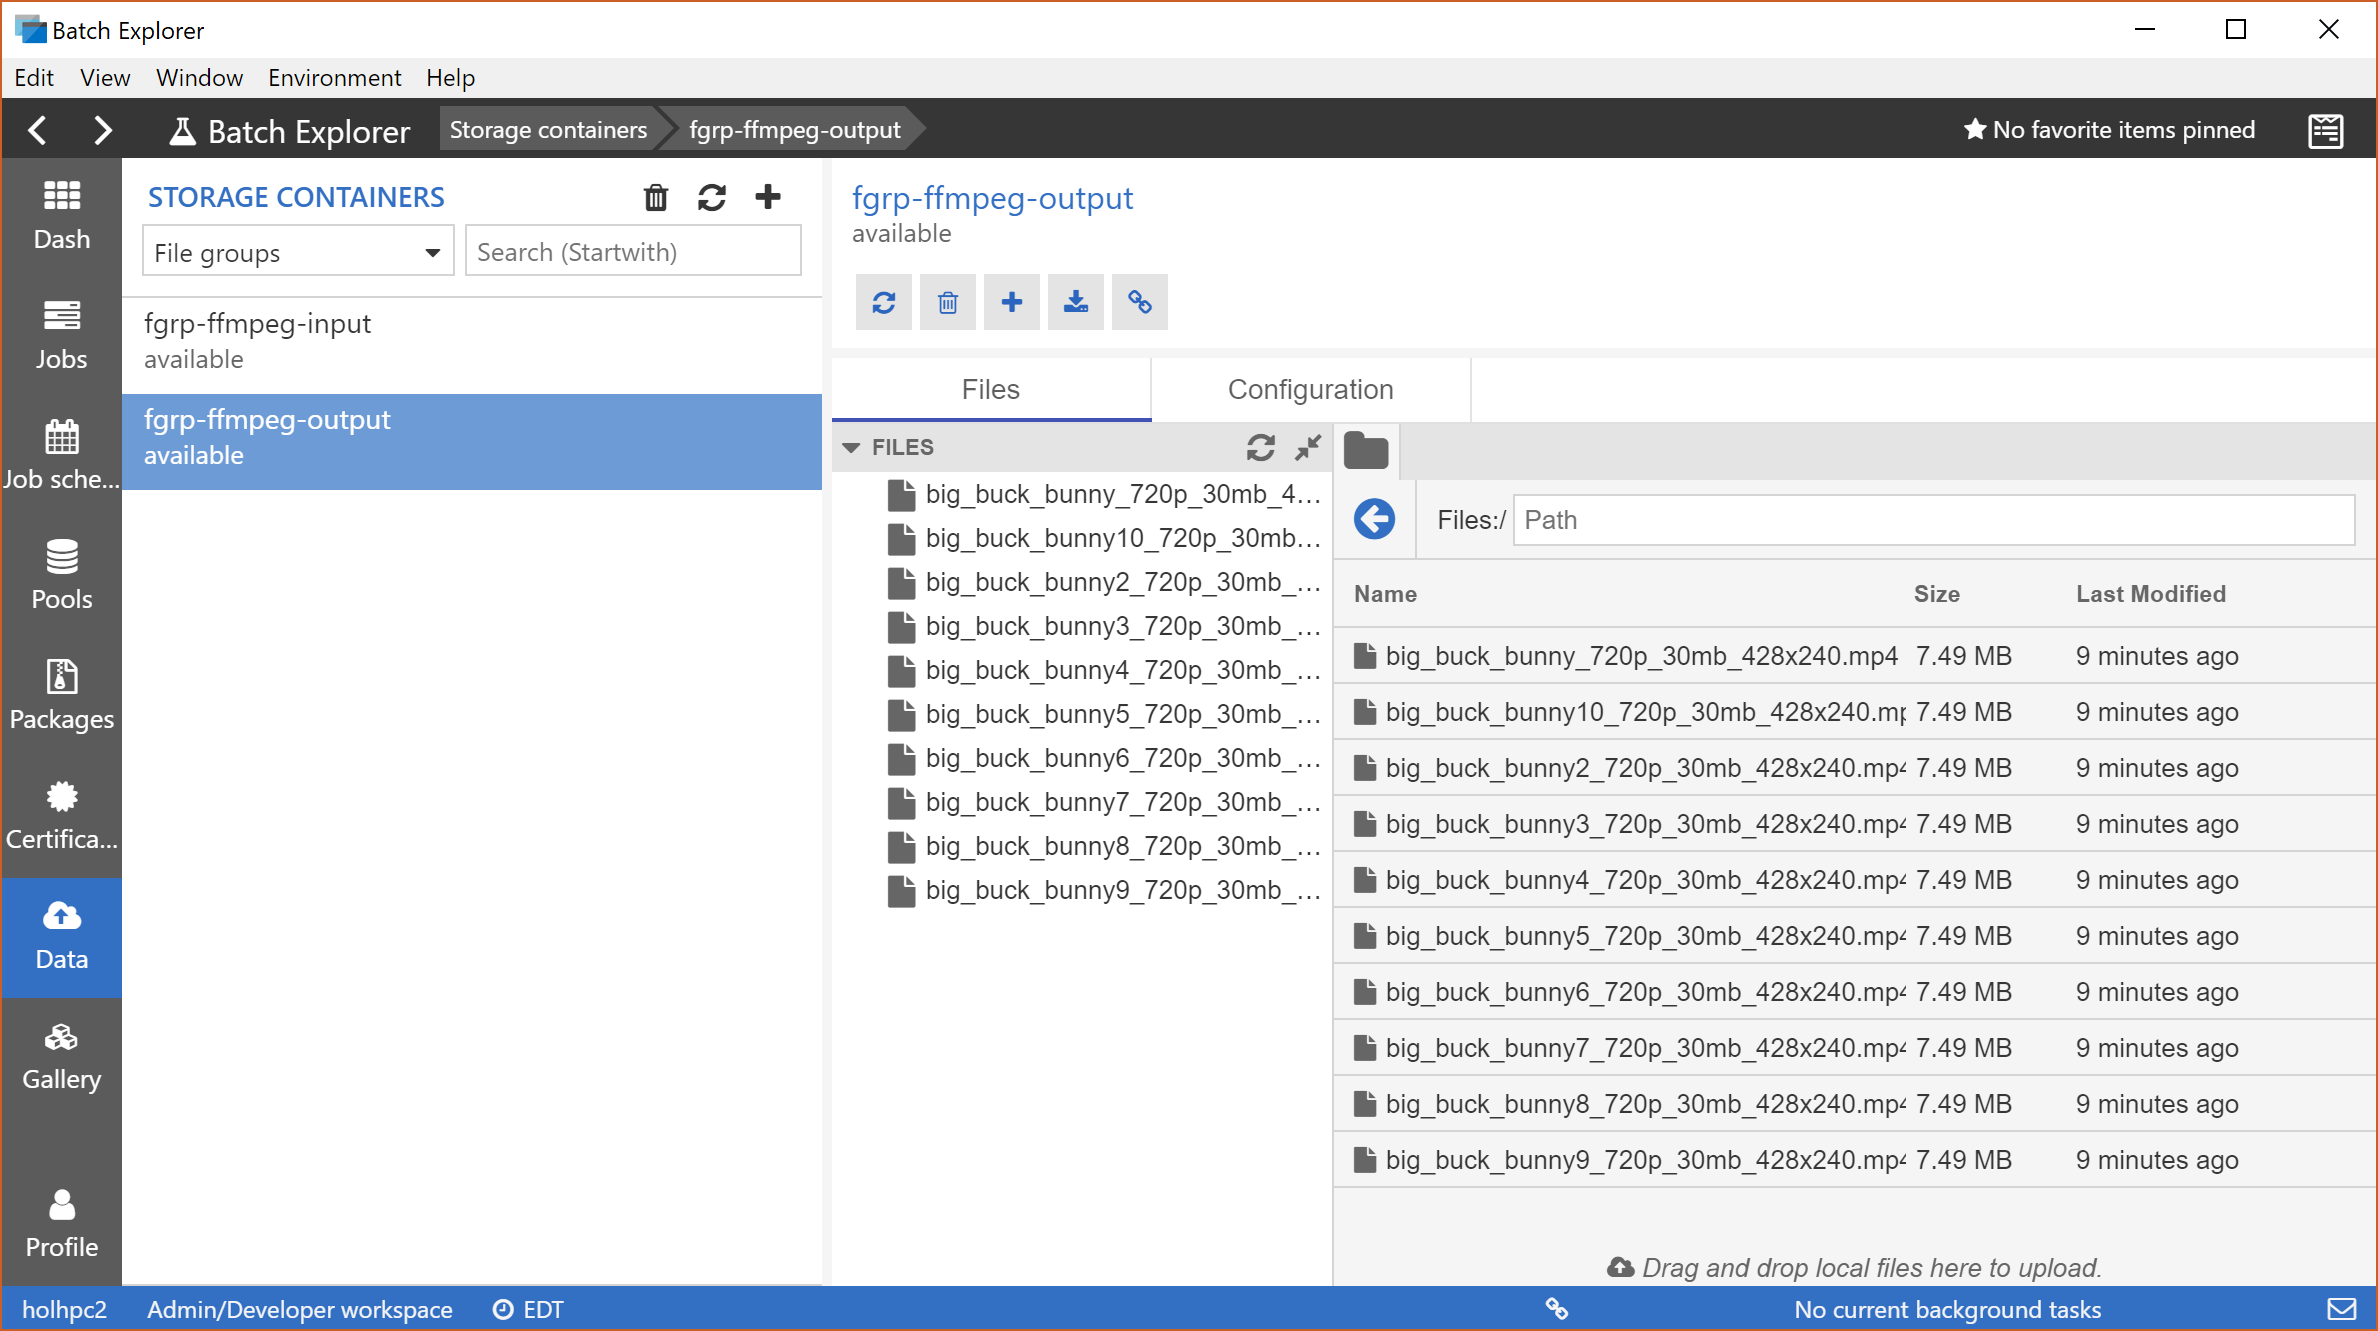 Batch Explorer
Edit View Window Environment Help
Batch Explorer Storage containers fgrp-ffmpeg-output No favorite items pinned
Dash
Jobs
Job sche...
Pools
Packages
Certifica...
Data
Gallery
Profile
STORAGE CONTAINERS
File groups Search (Startwith)
fgrp-ffmpeg-input
available
fgrp-ffmpeg-output
available
fgrp-ffmpeg-output
available
Files Configuration
FILES
big_buck_bunny_720p_30mb_4...
big_buck_bunny10_720p_30mb...
big_buck_bunny2_720p_30mb_...
big_buck_bunny3_720p_30mb_...
big_buck_bunny4_720p_30mb_...
big_buck_bunny5_720p_30mb_...
big_buck_bunny6_720p_30mb_...
big_buck_bunny7_720p_30mb_...
big_buck_bunny8_720p_30mb_...
big_buck_bunny9_720p_30mb_...
Files:/ Path
Name Size Last Modified
big_buck_bunny_720p_30mb_428x240.mp4 7.49 MB 9 minutes ago
big_buck_bunny10_720p_30mb_428x240.mp 7.49 MB 9 minutes ago
big_buck_bunny2_720p_30mb_428x240.mp4 7.49 MB 9 minutes ago
big_buck_bunny3_720p_30mb_428x240.mp4 7.49 MB 9 minutes ago
big_buck_bunny4_720p_30mb_428x240.mp4 7.49 MB 9 minutes ago
big_buck_bunny5_720p_30mb_428x240.mp4 7.49 MB 9 minutes ago
big_buck_bunny6_720p_30mb_428x240.mp4 7.49 MB 9 minutes ago
big_buck_bunny7_720p_30mb_428x240.mp4 7.49 MB 9 minutes ago
big_buck_bunny8_720p_30mb_428x240.mp4 7.49 MB 9 minutes ago
big_buck_bunny9_720p_30mb_428x240.mp4 7.49 MB 9 minutes ago
Drag and drop local files here to upload.
holhpc2 Admin/Developer workspace EDT No current background tasks